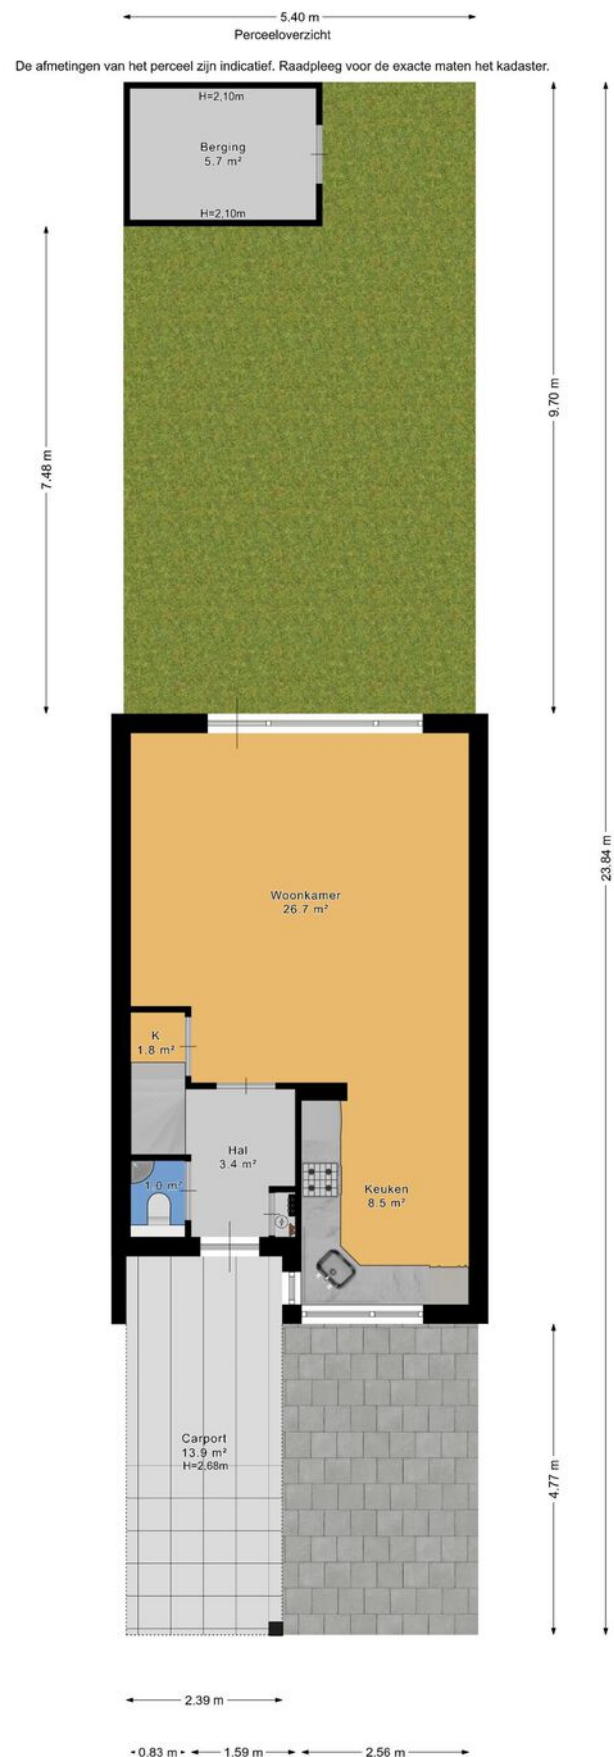 5.40 m
Perceeloverzicht
De afmetingen van het perceel zijn indicatief. Raadpleeg voor de exacte maten het kadaster.
H=2,10m
Berging
5.7 m²
H=2,10m
7.48 m
9.70 m
23.84 m
Woonkamer
26.7 m²
K
1.8 m²
Hal
3.4 m²
1.0 m²
Keuken
8.5 m²
Carport
13.9 m²
H=2,68m
4.77 m
2.39 m
0.83 m
1.59 m
2.56 m